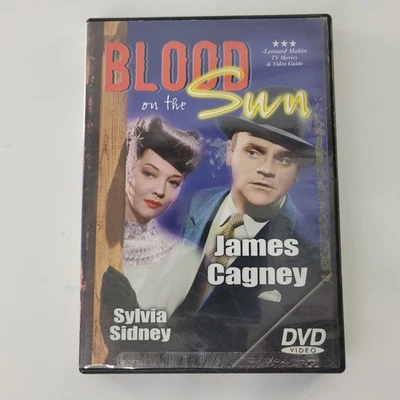 BLOOD
on the
Sun
★★★
-Leonard Maltin
TV Movies
& Video Guide
James
Cagney
Sylvia
Sidney
DVD
VIDEO